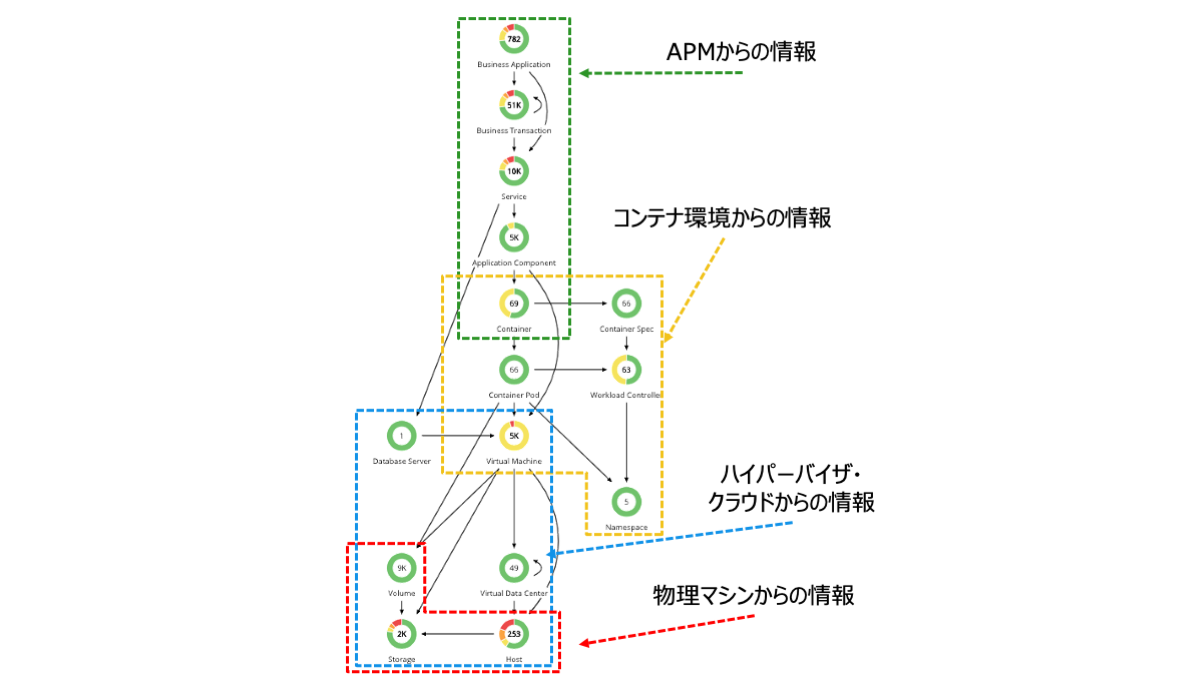 782
Business Application
APMからの情報
51K
Business Transaction
10K
Service
コンテナ環境からの情報
5K
Application Component
69
66
Container
Container Spec
66
63
Container Pod
Workload Controller
1
5K
Database Server
Virtual Machine
ハイパーバイザ・
クラウドからの情報
5
Namespace
9K
49
Volume
Virtual Data Center
物理マシンからの情報
2K
253
Storage
Host